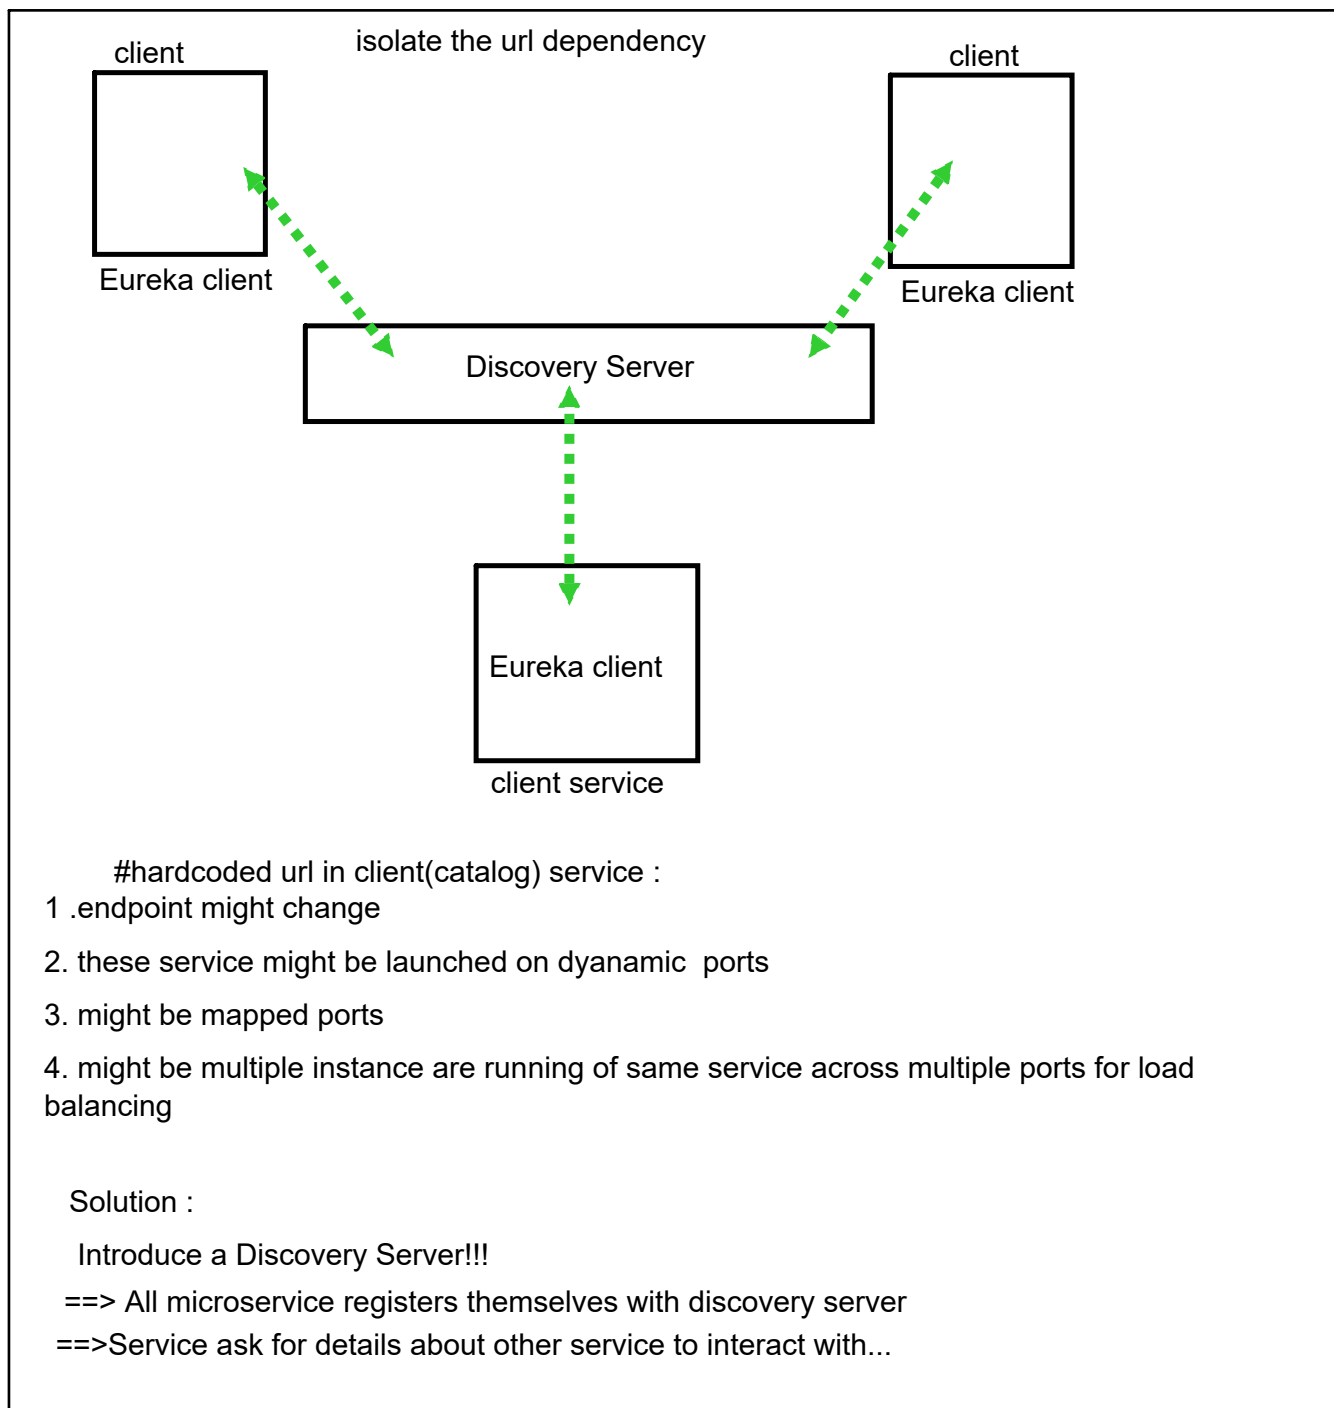 isolate the url dependency
client
client
Eureka client
Eureka client
Discovery Server
Eureka client
client service
#hardcoded url in client(catalog) service :
1 .endpoint might change
2. these service might be launched on dyanamic  ports
3. might be mapped ports
4. might be multiple instance are running of same service across multiple ports for load
balancing
Solution :
Introduce a Discovery Server!!!
==> All microservice registers themselves with discovery server
==>Service ask for details about other service to interact with...